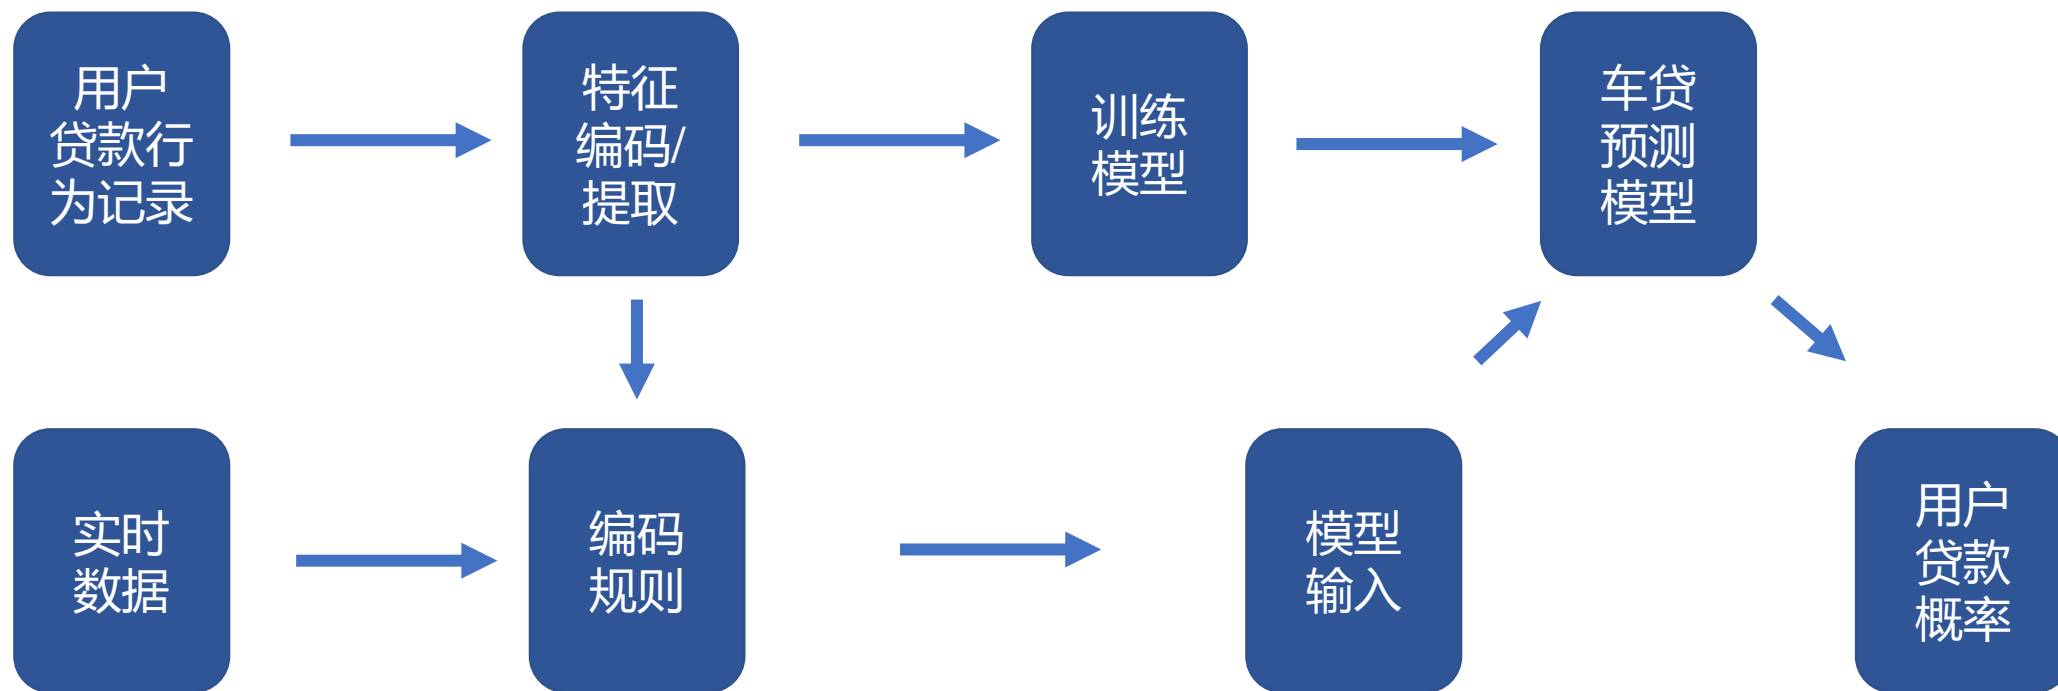 用户
贷款行
为记录
特征
编码/
提取
训练
模型
车贷
预测
模型
实时
数据
编码
规则
模型
输入
用户
贷款
概率